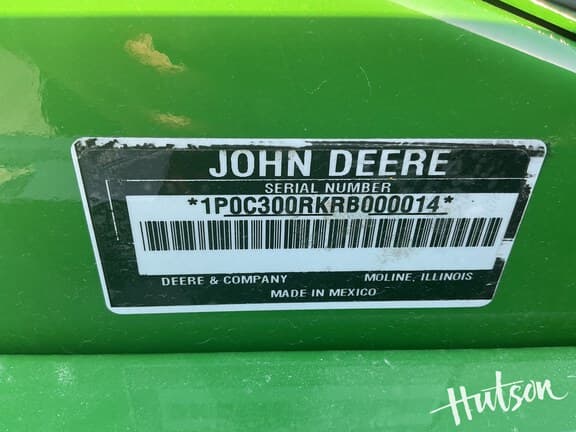 JOHN DEERE
SERIAL NUMBER
*1P0C300RKRB000014*
DEERE & COMPANY MOLINE, ILLINOIS
MADE IN MEXICO
Hutson